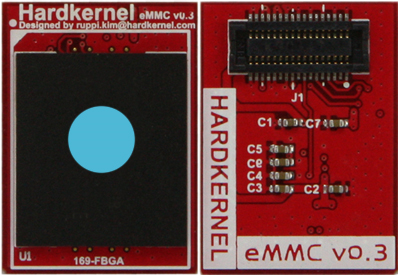 Hardkernel eMMC v0.3
Designed by ruppi.kim@hardkernel.com
U1
169-FBGA
J1
C1
C7
C5
C6
C4
C3
C2
HARDKERNEL
eMMC v0.3